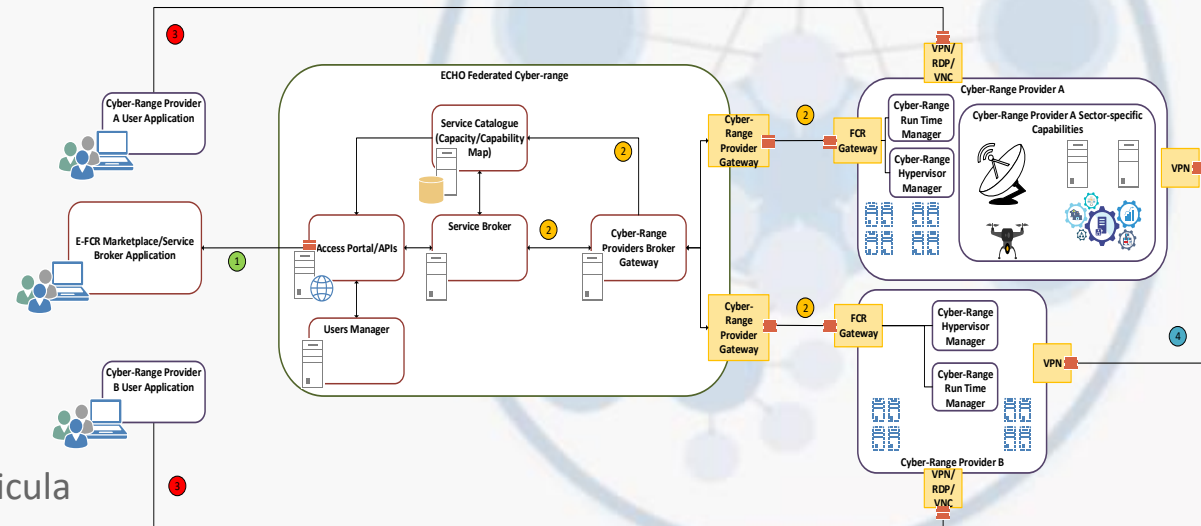 3
VPN/
RDP/
VNC
ECHO Federated Cyber-range
Cyber-Range Provider
A User Application
Service Catalogue
(Capacity/Capability
Map)
2
Cyber-
Range
Provider
Gateway
2
FCR
Gateway
Cyber-Range Provider A
Cyber-Range
Run Time
Manager
Cyber-Range
Hypervisor
Manager
Cyber-Range Provider A Sector-specific
Capabilities
VPN
E-FCR Marketplace/Service
Broker Application
1
Access Portal/APIs
Service Broker
2
Cyber-Range
Providers Broker
Gateway
Users Manager
Cyber-
Range
Provider
Gateway
2
FCR
Gateway
Cyber-Range
Hypervisor
Manager
Cyber-Range
Run Time
Manager
VPN
4
Cyber-Range Provider
B User Application
Cyber-Range Provider B
VPN/
RDP/
VNC
icula
3